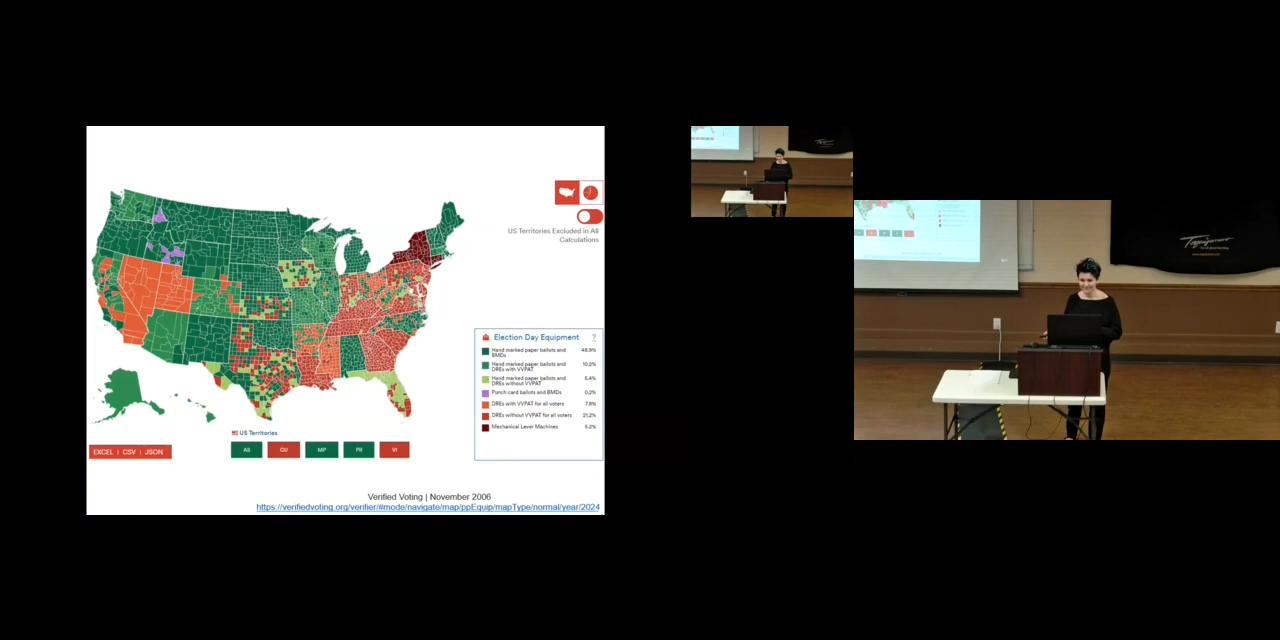 US Territories Excluded in All
Calculations
Election Day Equipment
?
Hand marked paper ballots and
BMDs
48.9%
Hand marked paper ballots and
DREs with VVPAT
10.2%
Hand marked paper ballots and
DREs without VVPAT
5.4%
Punch card ballots and BMDs
0.2%
DREs with VVPAT for all voters
7.8%
DREs without VVPAT for all voters
21.2%
Mechanical Lever Machines
5.2%
US Territories
AS
GU
MP
PR
VI
EXCEL | CSV | JSON
Verified Voting | November 2006
https://verifiedvoting.org/verifier/#mode/navigate/map/ppEquip/mapType/normal/year/2024